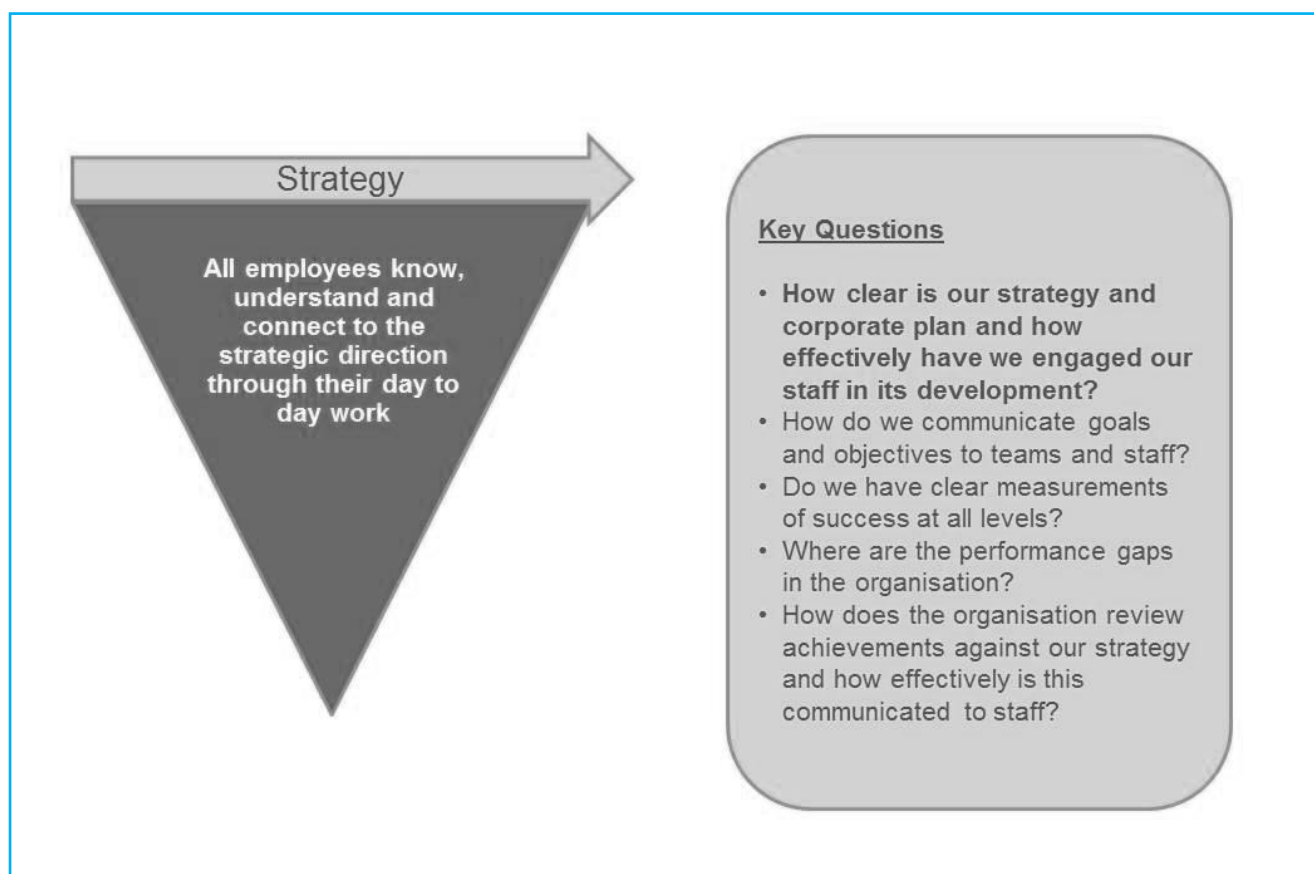 Strategy
All employees know,
understand and
connect to the
strategic direction
through their day to
day work
Key Questions
• How clear is our strategy and
corporate plan and how
effectively have we engaged our
staff in its development?
• How do we communicate goals
and objectives to teams and staff?
• Do we have clear measurements
of success at all levels?
• Where are the performance gaps
in the organisation?
• How does the organisation review
achievements against our strategy
and how effectively is this
communicated to staff?